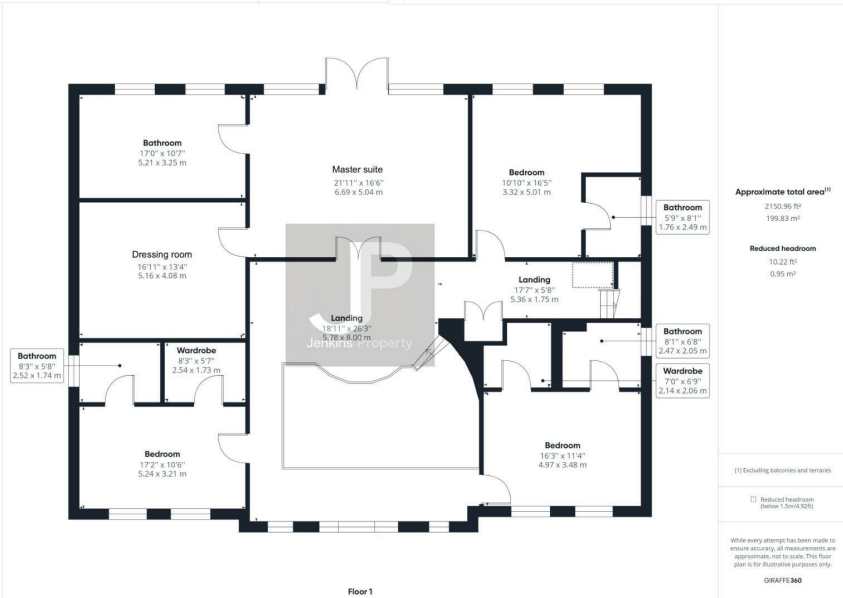 Bathroom
17'0" x 10'7"
5.21 x 3.25 m
Master suite
21'11" x 16'6"
6.69 x 5.04 m
Bedroom
10'10" x 16'5"
3.32 x 5.01 m
Bathroom
5'9" x 8'1"
1.76 x 2.49 m
Dressing room
16'11" x 13'4"
5.16 x 4.08 m
Landing
17'7" x 5'8"
5.36 x 1.75 m
JP
Jenkins Property
Landing
18'11" x 26'3"
5.78 x 8.00 m
Bathroom
8'3" x 5'8"
2.52 x 1.74 m
Wardrobe
8'3" x 5'7"
2.54 x 1.73 m
Bathroom
8'1" x 6'8"
2.47 x 2.05 m
Wardrobe
7'0" x 6'9"
2.14 x 2.06 m
Bedroom
17'2" x 10'6"
5.24 x 3.21 m
Bedroom
16'3" x 11'4"
4.97 x 3.48 m
Floor 1
Approximate total area(1)
2150.96 ft²
199.83 m²
Reduced headroom
10.22 ft²
0.95 m²
(1) Excluding balconies and terraces
Reduced headroom
(below 1.5m/4.92ft)
While every attempt has been made to
ensure accuracy, all measurements are
approximate, not to scale. This floor
plan is for illustrative purposes only.
GIRAFFE360